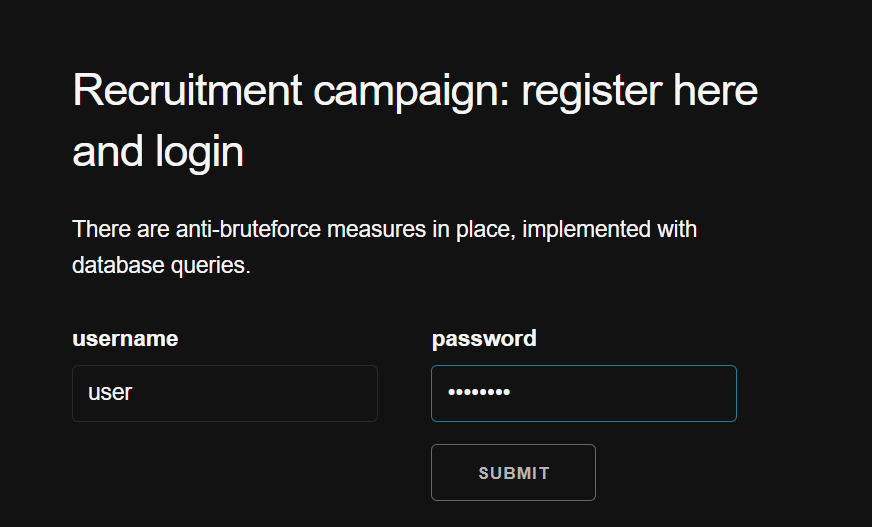 Recruitment campaign: register here
and login
There are anti-bruteforce measures in place, implemented with
database queries.
username
password
user
••••••••
SUBMIT